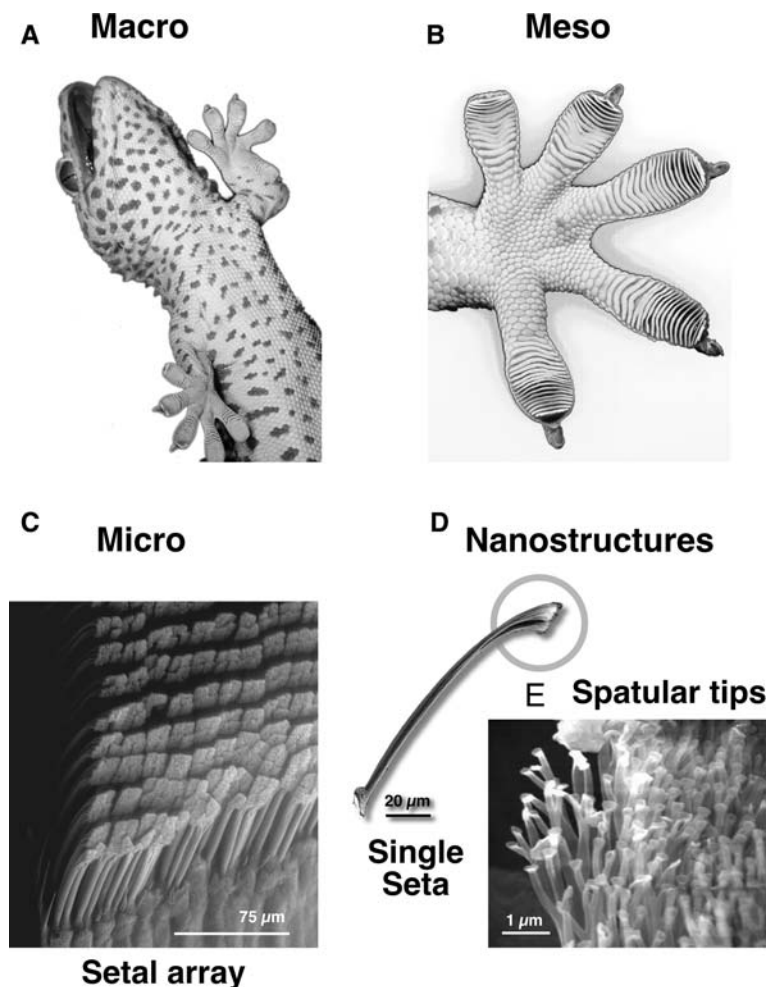 A Macro
B Meso
C Micro
75 µm
Setal array
D Nanostructures
20 µm
Single
Seta
E Spatular tips
1 µm